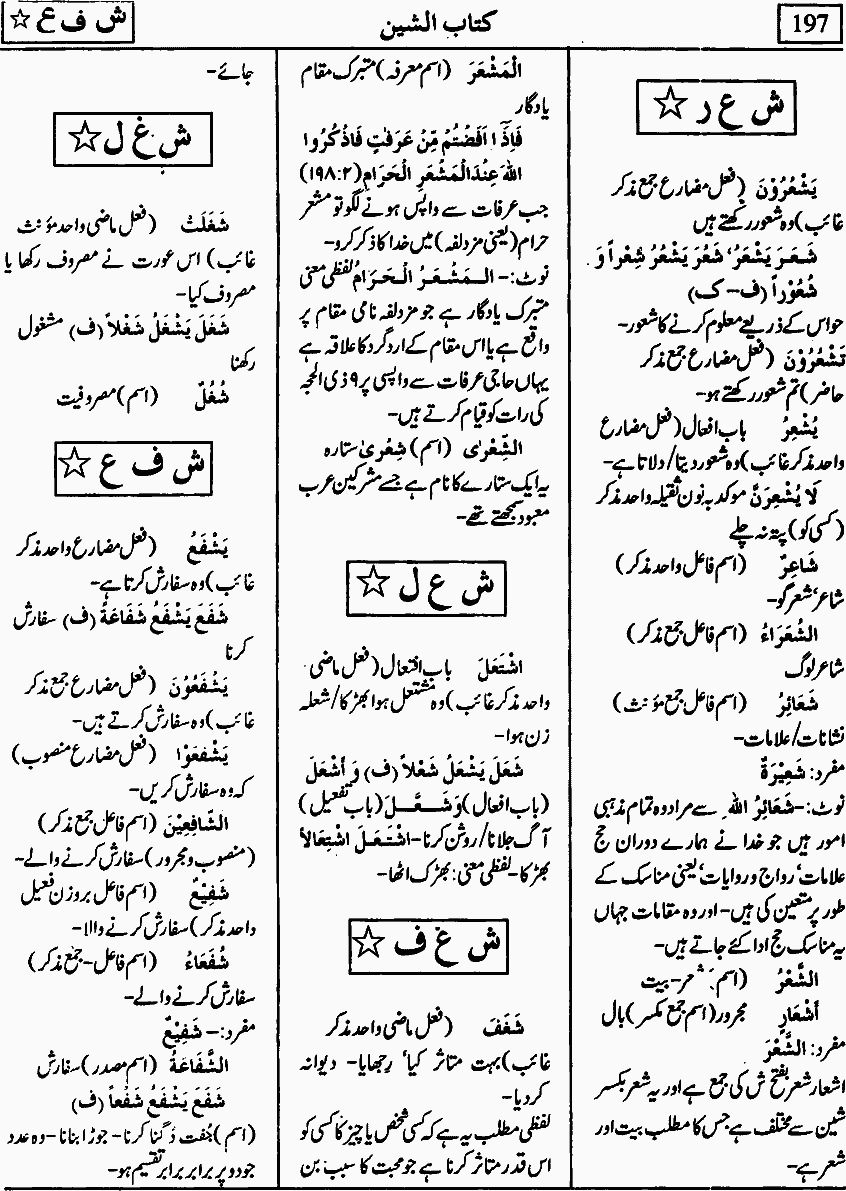 197
کتاب الشین
ش ف ع ☆
ش ع ر ☆
یَشْعُرُوْنَ (فعل مضارع جمع مذکر
غائب) وہ شعور رکھتے ہیں
شَعَرَ یَشْعَرُ، شَعُرَ یَشْعُرُ شِعْراً وَ
شُعُوْراً (ف-ک)
حواس کے ذریعے معلوم کرنے کا شعور-
تَشْعُرُوْنَ (فعل مضارع جمع مذکر
حاضر) تم شعور رکھتے ہو-
یُشْعِرُ باب افعال (فعل مضارع
واحد مذکر غائب) وہ شعور دیتا/دلاتا ہے-
لَا یُشْعِرَنَّ موکد بہ نون ثقیلہ واحد مذکر
(کسی کو) پتہ نہ چلے
شَاعِرٌ (اسم فاعل واحد مذکر)
شاعر، شعر گو-
الشُّعَرَاءُ (اسم فاعل جمع مذکر)
شاعر لوگ
شَعَائِرُ (اسم فاعل جمع مؤنث)
نشانات/علامات-
مفرد: شَعِیْرَةٌ
نوٹ:-شَعَائِرُ اللهِ سے مراد وہ تمام مذہبی
امور ہیں جو خدا نے ہمارے دوران حج
علامات، رواج و روایات، یعنی مناسک کے
طور پر متعین کی ہیں- اور وہ مقامات جہاں
یہ مناسک حج ادا کئے جاتے ہیں-
الشَّعْرُ (اسم) شعر- بیت
أَشْعَارٍ مجرور (اسم جمع مکسر) بال
مفرد: الشَّعْرَ
اشعار شعر بفتح ش کی جمع ہے اور یہ شعر بکسر
شین سے مختلف ہے جس کا مطلب بیت اور
شعر ہے-
الْمَشْعَرَ (اسم معرفہ) متبرک مقام
یادگار
فَاِذَآ اَفَضْتُمْ مِّنْ عَرَفٰتٍ فَاذْكُرُوا
اللهَ عِنْدَ الْمَشْعَرِ الْحَرَامِ (۲:۱۹۸)
جب عرفات سے واپس ہونے لگو تو مشعر
حرام (یعنی مزدلفہ) میں خدا کا ذکر کرو-
نوٹ:- الْمَشْعَرُ الْحَرَامُ لفظی معنی
متبرک یادگار ہے جو مزدلفہ نامی مقام پر
واقع ہے یا اس مقام کے ارد گرد کا علاقہ ہے
یہاں حاجی عرفات سے واپسی پر ۹ ذی الحجہ
کی رات کو قیام کرتے ہیں-
الشِّعْرٰی (اسم) شِعْریٰ ستارہ
یہ ایک ستارے کا نام ہے جسے مشرکین عرب
معبود سمجھتے تھے-
ش ع ل ☆
اشْتَعَلَ باب افتعال (فعل ماضی
واحد مذکر غائب) وہ مشتعل ہوا بھڑکا/شعلہ
زن ہوا-
شَعَلَ یَشْعَلُ شَعْلاً (ف) وَ أَشْعَلَ
(باب افعال) وَ شَعَّلَ (باب تفعیل)
آگ جلانا/روشن کرنا- اشْتَعَلَ اشْتِعَالاً
بھڑکا- لفظی معنی: بھڑک اٹھا-
ش غ ف ☆
شَغَفَ (فعل ماضی واحد مذکر
غائب) بہت متاثر کیا، رجھایا- دیوانہ
کردیا-
لفظی مطلب یہ ہے کہ کسی شخص یا چیز کا کسی کو
اس قدر متاثر کرنا ہے جو محبت کا سبب بن
جائے-
ش غ ل ☆
شَغَلَتْ (فعل ماضی واحد مؤنث
غائب) اس عورت نے مصروف رکھا یا
مصروف کیا-
شَغَلَ یَشْغَلُ شَغْلاً (ف) مشغول
رکھنا
شُغُلٌ (اسم) مصروفیت
ش ف ع ☆
یَشْفَعُ (فعل مضارع واحد مذکر
غائب) وہ سفارش کرتا ہے-
شَفَعَ یَشْفَعُ شَفَاعَةً (ف) سفارش
کرنا
یَشْفَعُوْنَ (فعل مضارع جمع مذکر
غائب) وہ سفارش کرتے ہیں-
یَشْفَعُوْا (فعل مضارع منصوب)
کہ وہ سفارش کریں-
الشَّافِعِیْنَ (اسم فاعل جمع مذکر)
(منصوب و مجرور) سفارش کرنے والے-
شَفِیْعٌ (اسم فاعل بروزن فعیل
واحد مذکر) سفارش کرنے والا-
شُفَعَاءُ (اسم فاعل- جمع مذکر)
سفارش کرنے والے-
مفرد:- شَفِیْعٌ
الشَّفَاعَةُ (اسم مصدر) سفارش
شَفَعَ یَشْفَعُ شَفْعاً (ف)
(اسم) جُفت دُگنا کرنا- جوڑا بنانا- وہ عدد
جو دو پر برابر برابر تقسیم ہو-